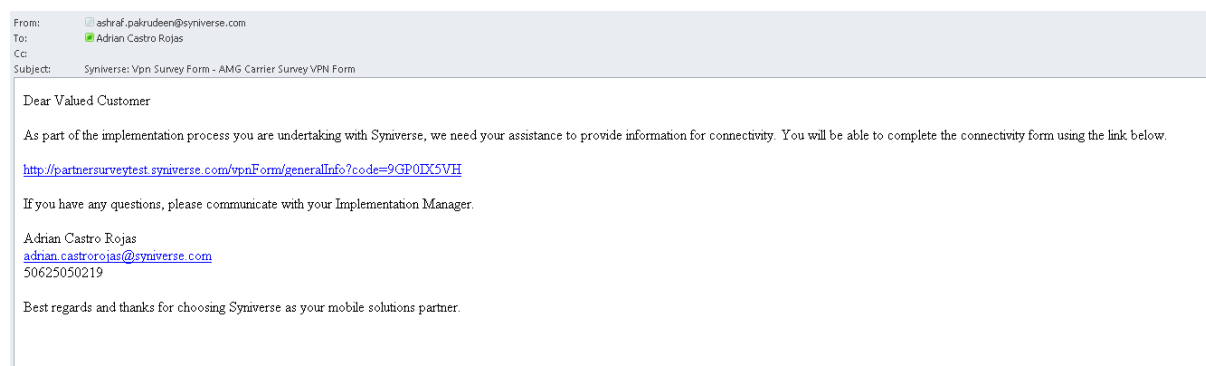 From: ashraf.pakrudeen@syniverse.com
To: Adrian Castro Rojas
Cc:
Subject: Syniverse: Vpn Survey Form - AMG Carrier Survey VPN Form
Dear Valued Customer
As part of the implementation process you are undertaking with Syniverse, we need your assistance to provide information for connectivity. You will be able to complete the connectivity form using the link below.
http://partnersurveytest.syniverse.com/vpnForm/generalInfo?code=9GP0IX5VH
If you have any questions, please communicate with your Implementation Manager.
Adrian Castro Rojas
adrian.castrorojas@syniverse.com
50625050219
Best regards and thanks for choosing Syniverse as your mobile solutions partner.